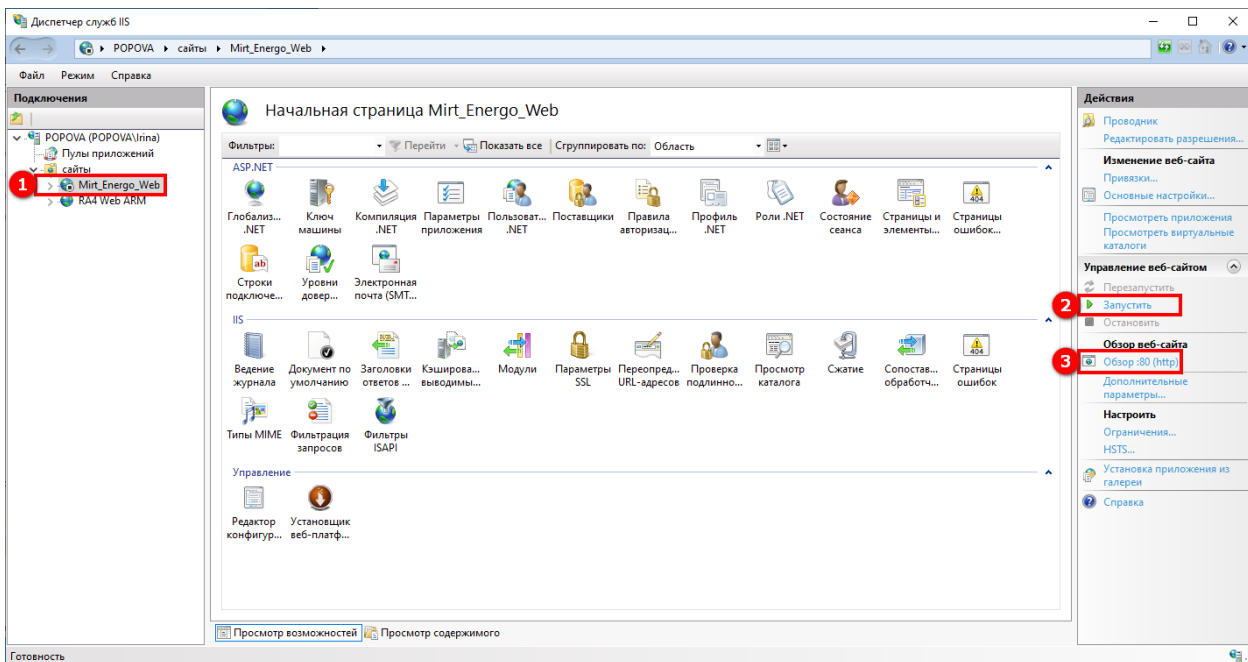 Диспетчер служб IIS
POPOVA
сайты
Mirt_Energo_Web
Файл Режим Справка
Подключения
POPOVA (POPOVA\Irina)
Пулы приложений
сайты
1
Mirt_Energo_Web
RA4 Web ARM
Начальная страница Mirt_Energo_Web
Фильтры: Перейти Показать все Сгруппировать по: Область
ASP.NET
Глобализ... Ключ Компиляция Параметры Пользоват... Поставщики Правила Профиль Роли .NET Состояние Страницы и Страницы
.NET машины .NET приложения .NET авторизац... .NET сеанса элементы... ошибок...
Строки Уровни Электронная
подключе... довер... почта (SMT...
IIS
Ведение Документ по Заголовки Кэширова... Модули Параметры Переопред... Проверка Просмотр Сжатие Сопостав... Страницы
журнала умолчанию ответов ... выводимы... SSL URL-адресов подлинно... каталога обработч... ошибок
Типы MIME Фильтрация Фильтры
запросов ISAPI
Управление
Редактор Установщик
конфигур... веб-платф...
Просмотр возможностей Просмотр содержимого
Действия
Проводник
Редактировать разрешения...
Изменение веб-сайта
Привязки...
Основные настройки...
Просмотреть приложения
Просмотреть виртуальные
каталоги
Управление веб-сайтом
Перезапустить
2
Запустить
Остановить
Обзор веб-сайта
3
Обзор :80 (http)
Дополнительные
параметры...
Настроить
Ограничения...
HSTS...
Установка приложения из
галереи
Справка
Готовность